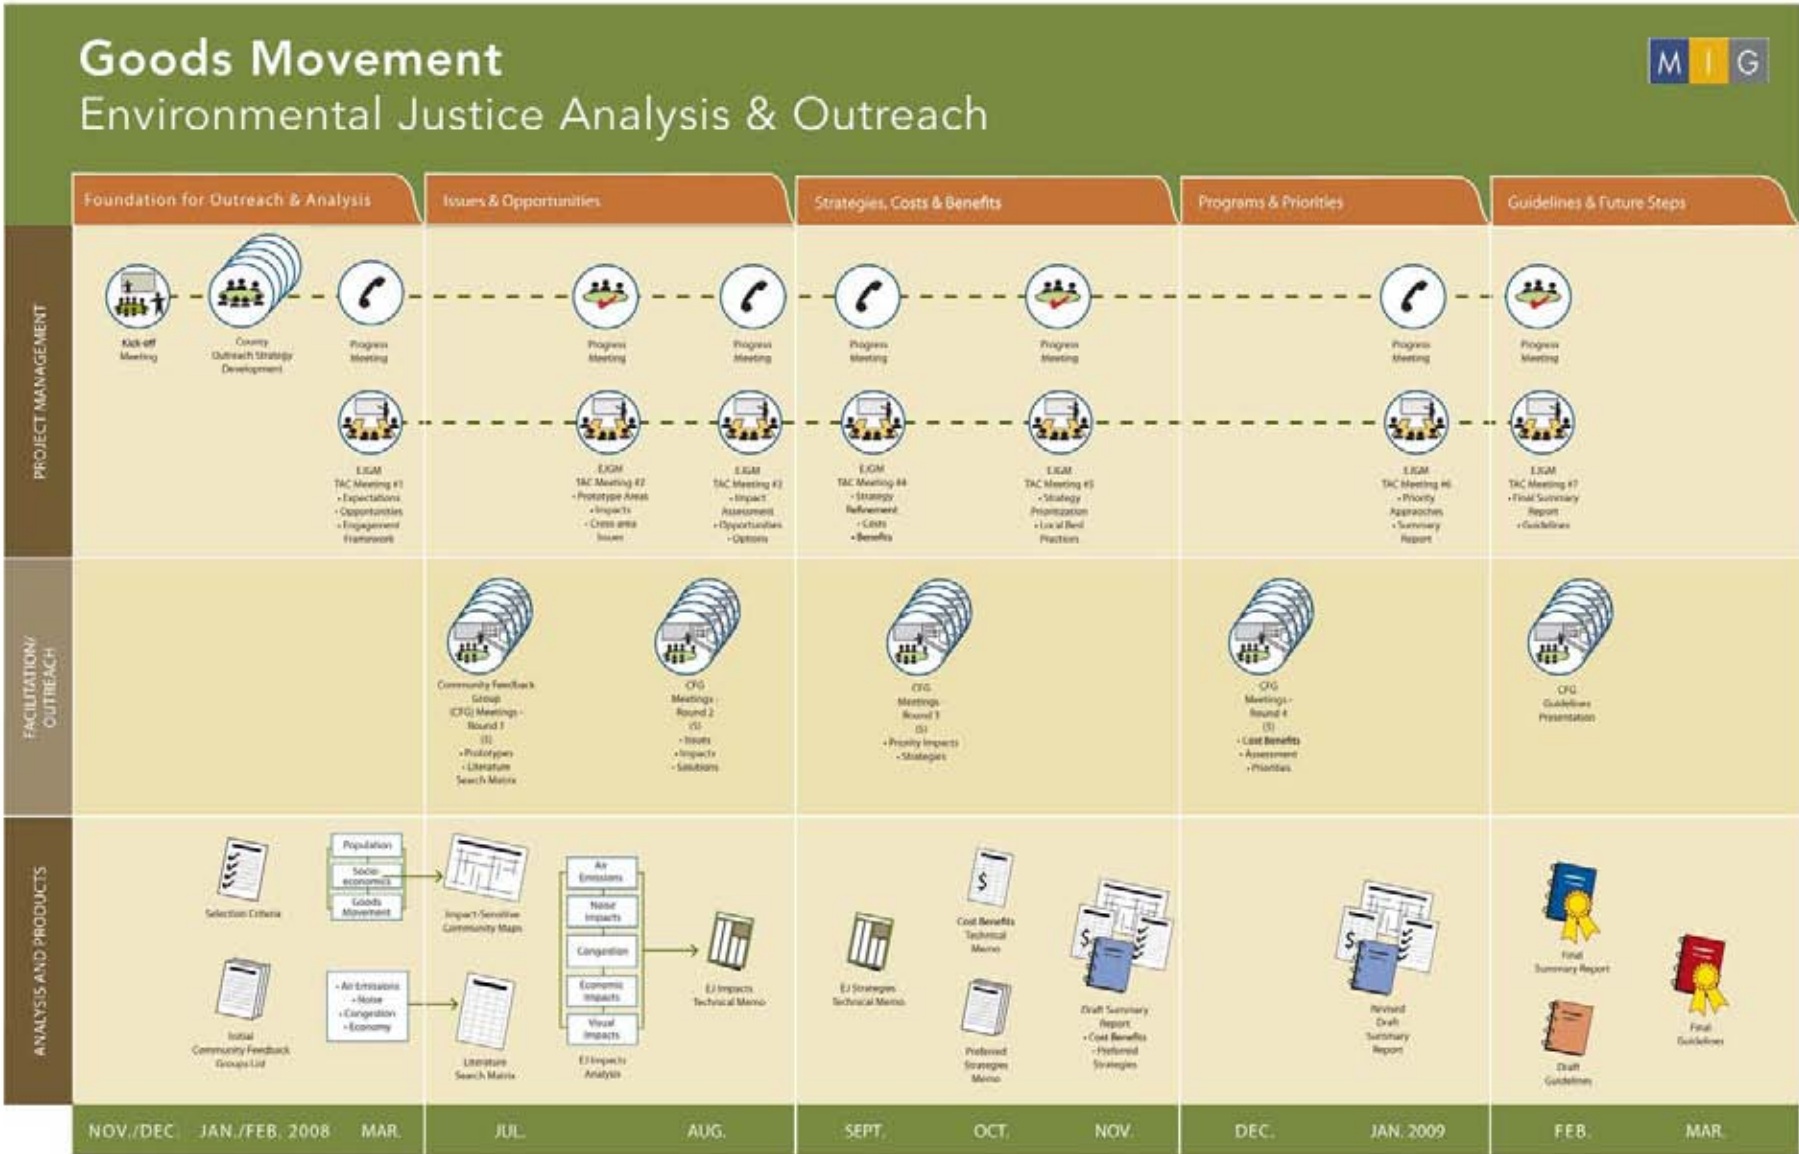 Goods Movement
Environmental Justice Analysis & Outreach
M I G
Foundation for Outreach & Analysis
Issues & Opportunities
Strategies, Costs & Benefits
Programs & Priorities
Guidelines & Future Steps
PROJECT MANAGEMENT
Kick-off
Meeting
County
Outreach Strategy
Development
Progress
Meeting
Progress
Meeting
Progress
Meeting
Progress
Meeting
Progress
Meeting
Progress
Meeting
Progress
Meeting
EJGM
TAC Meeting #1
• Expectations
• Opportunities
• Engagement
Framework
EJGM
TAC Meeting #2
• Prototype Areas
• Impacts
• Cross area
Issues
EJGM
TAC Meeting #3
• Impact
Assessment
• Opportunities
• Options
EJGM
TAC Meeting #4
• Strategy
Refinement
• Costs
• Benefits
EJGM
TAC Meeting #5
• Strategy
Prioritization
• Local Best
Practices
EJGM
TAC Meeting #6
• Priority
Approaches
• Summary
Report
EJGM
TAC Meeting #7
• Final Summary
Report
• Guidelines
FACILITATION/
OUTREACH
Community Feedback
Group
(CFG) Meetings -
Round 1
(5)
• Prototypes
• Literature
Search Matrix
CFG
Meetings -
Round 2
(5)
• Issues
• Impacts
• Solutions
CFG
Meetings -
Round 3
(5)
• Priority Impacts
• Strategies
CFG
Meetings -
Round 4
(5)
• Cost Benefits
• Assessment
• Priorities
CFG
Guidelines
Presentation
ANALYSIS AND PRODUCTS
Selection Criteria
Initial
Community Feedback
Groups List
Population
Socio-
economics
Goods
Movement
• Air Emissions
• Noise
• Congestion
• Economy
Impact-Sensitive
Community Maps
Literature
Search Matrix
Air
Emissions
Noise
Impacts
Congestion
Economic
Impacts
Visual
Impacts
EJ Impacts
Analysis
EJ Impacts
Technical Memo
EJ Strategies
Technical Memo
$
Cost Benefits
Technical
Memo
Preferred
Strategies
Memo
$
Draft Summary
Report
• Cost Benefits
• Preferred
Strategies
$
Revised
Draft
Summary
Report
Final
Summary Report
Draft
Guidelines
Final
Guidelines
NOV./DEC.
JAN./FEB. 2008
MAR.
JUL.
AUG.
SEPT.
OCT.
NOV.
DEC.
JAN. 2009
FEB.
MAR.